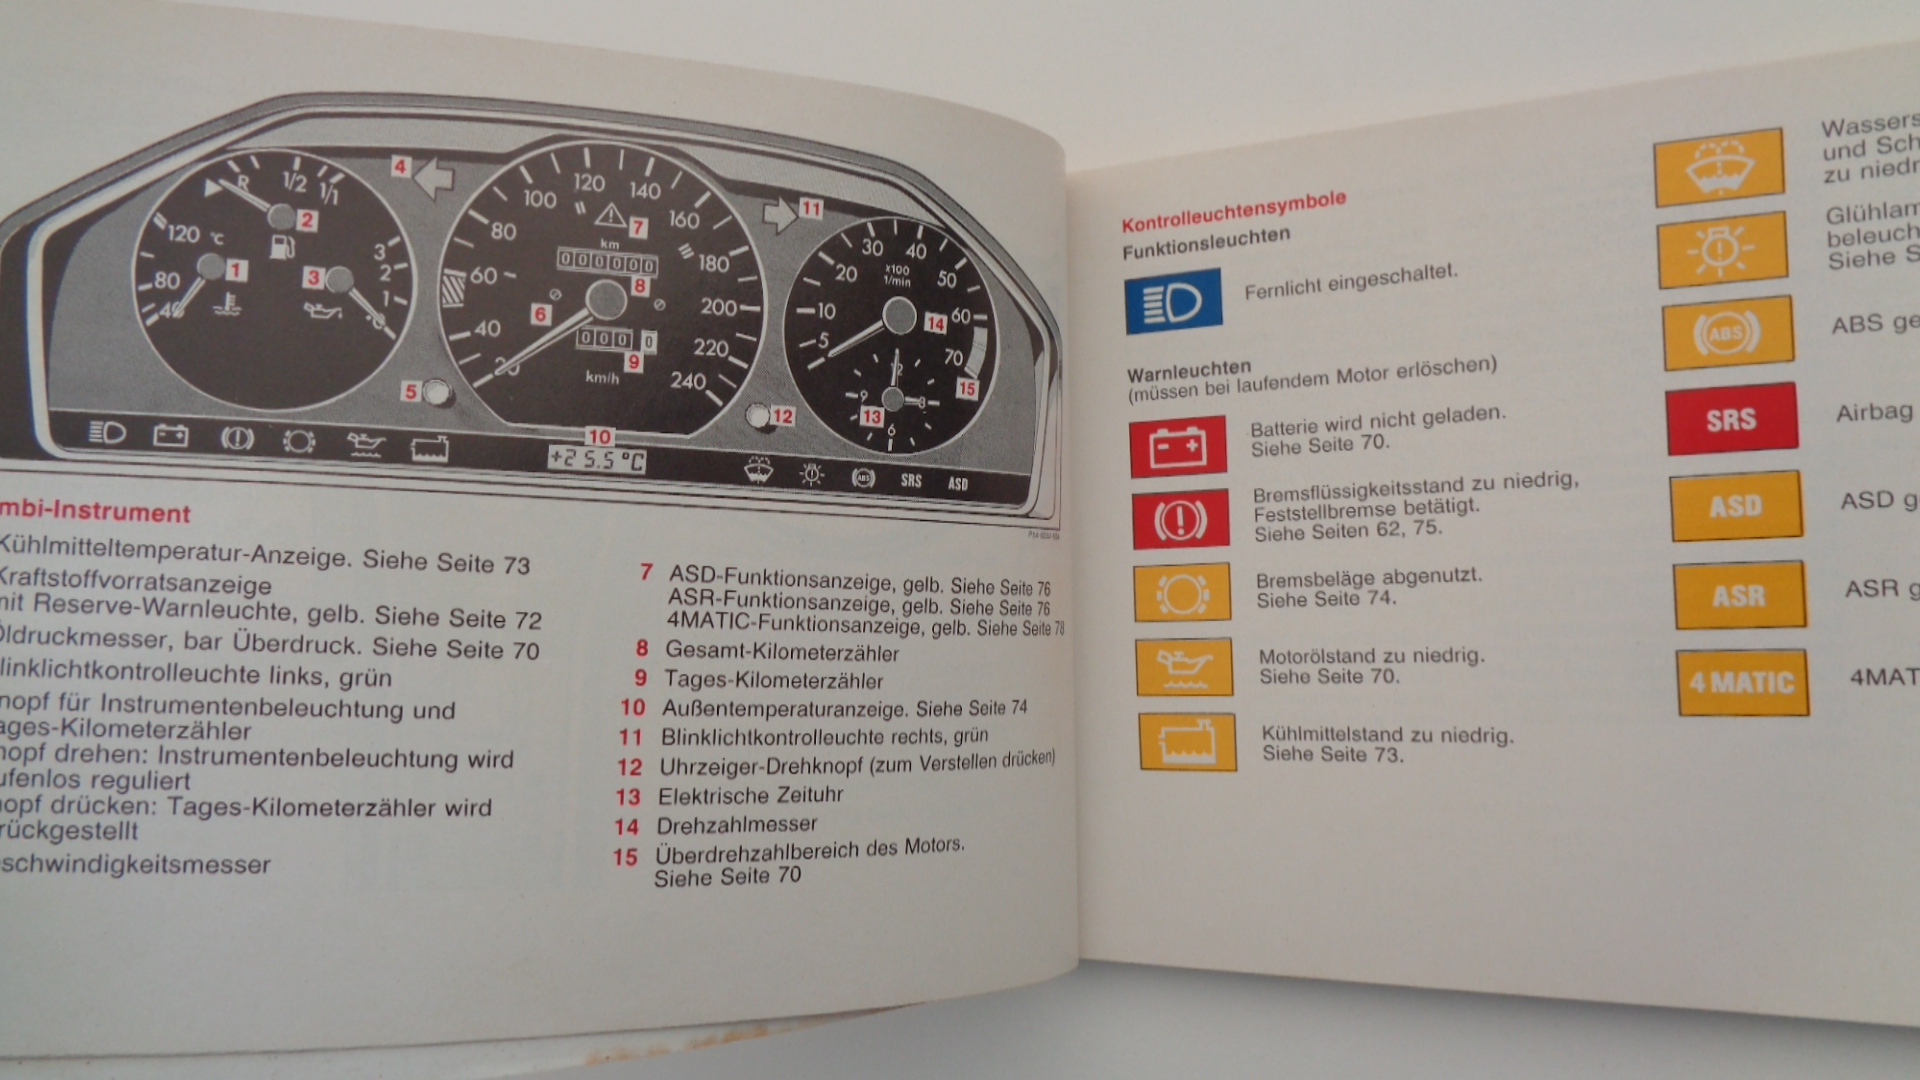 R 1/2 1/1
120 °C
80
40
3
2
1
0
1
2
3
4
5
20
40
60
80
100
120
140
160
180
200
220
240
km
000000
000 0
km/h
6
7
8
9
10
+25.5°C
11
12
5
10
20
30
40
50
60
70
x100
1/min
12
3
6
9
13
14
15
ABS
SRS
ASD
mbi-Instrument
Kühlmitteltemperatur-Anzeige. Siehe Seite 73
Kraftstoffvorratsanzeige
mit Reserve-Warnleuchte, gelb. Siehe Seite 72
Öldruckmesser, bar Überdruck. Siehe Seite 70
linklichtkontrolleuchte links, grün
nopf für Instrumentenbeleuchtung und
ages-Kilometerzähler
nopf drehen: Instrumentenbeleuchtung wird
ufenlos reguliert
nopf drücken: Tages-Kilometerzähler wird
rückgestellt
schwindigkeitsmesser
7 ASD-Funktionsanzeige, gelb. Siehe Seite 76
ASR-Funktionsanzeige, gelb. Siehe Seite 76
4MATIC-Funktionsanzeige, gelb. Siehe Seite 78
8 Gesamt-Kilometerzähler
9 Tages-Kilometerzähler
10 Außentemperaturanzeige. Siehe Seite 74
11 Blinklichtkontrolleuchte rechts, grün
12 Uhrzeiger-Drehknopf (zum Verstellen drücken)
13 Elektrische Zeituhr
14 Drehzahlmesser
15 Überdrehzahlbereich des Motors.
Siehe Seite 70
Kontrolleuchtensymbole
Funktionsleuchten
Fernlicht eingeschaltet.
Warnleuchten
(müssen bei laufendem Motor erlöschen)
Batterie wird nicht geladen.
Siehe Seite 70.
Bremsflüssigkeitsstand zu niedrig,
Feststellbremse betätigt.
Siehe Seiten 62, 75.
Bremsbeläge abgenutzt.
Siehe Seite 74.
Motorölstand zu niedrig.
Siehe Seite 70.
Kühlmittelstand zu niedrig.
Siehe Seite 73.
Wassers
und Sch
zu niedr
Glühlam
beleuch
Siehe S
ABS ABS ge
SRS Airbag
ASD ASD g
ASR ASR g
4 MATIC 4MAT